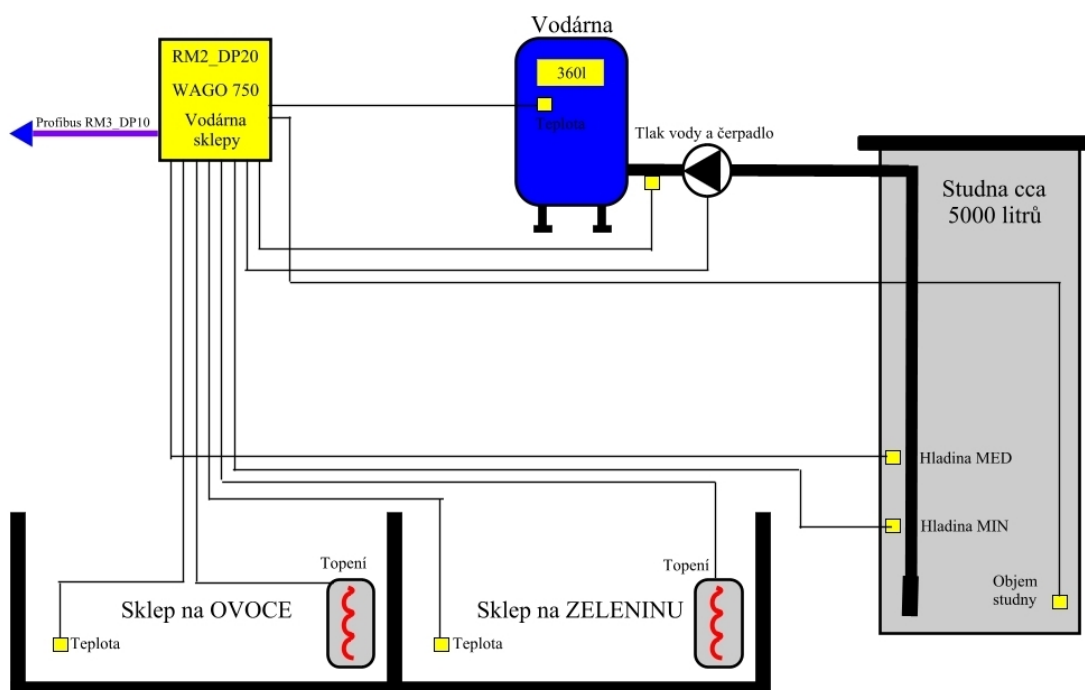 Vodárna
RM2_DP20
WAGO 750
Vodárna
sklepy
360l
Teplota
Profibus RM3_DP10
Tlak vody a čerpadlo
Studna cca
5000 litrů
Hladina MED
Hladina MIN
Objem
studny
Topení
Sklep na OVOCE
Teplota
Topení
Sklep na ZELENINU
Teplota